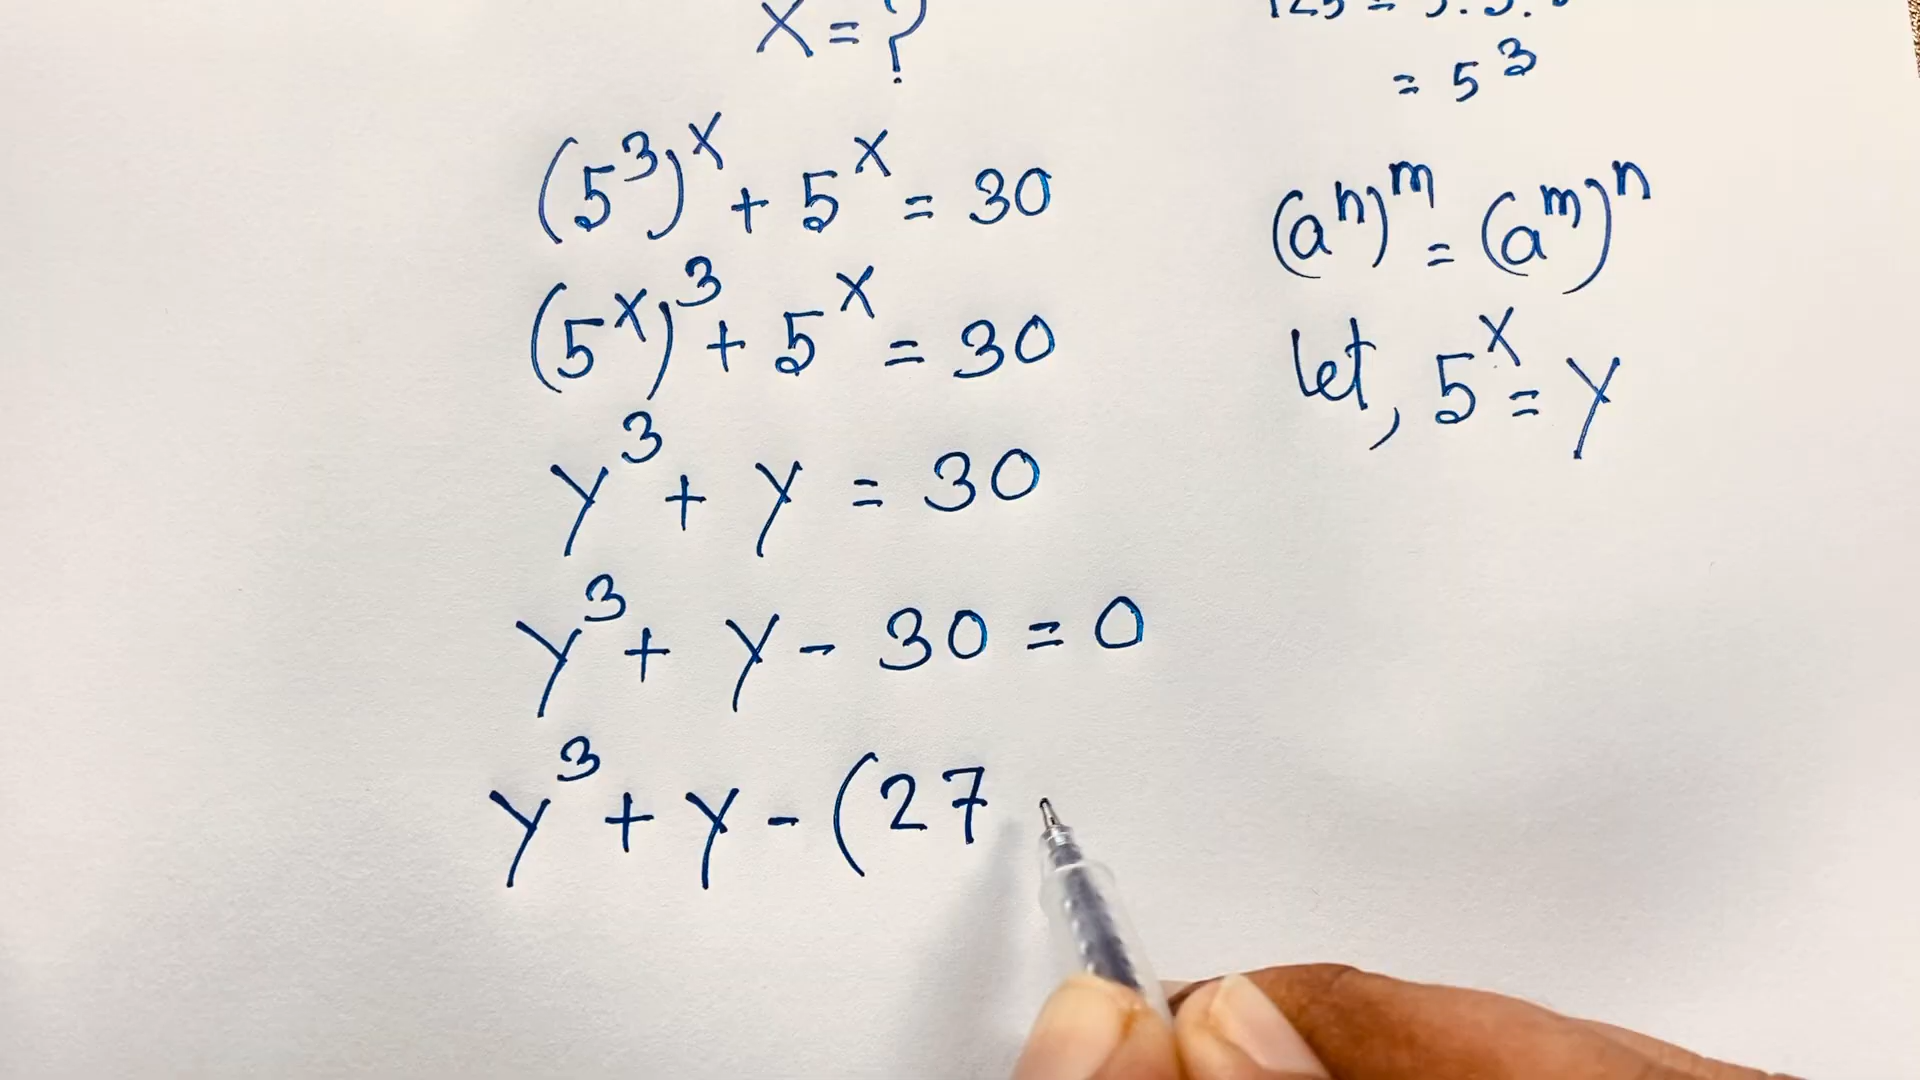 X = ?
= 5³
(5³)ˣ + 5ˣ = 30
(aⁿ)ᵐ = (aᵐ)ⁿ
(5ˣ)³ + 5ˣ = 30
let, 5ˣ = y
y³ + y = 30
y³ + y - 30 = 0
y³ + y - (27